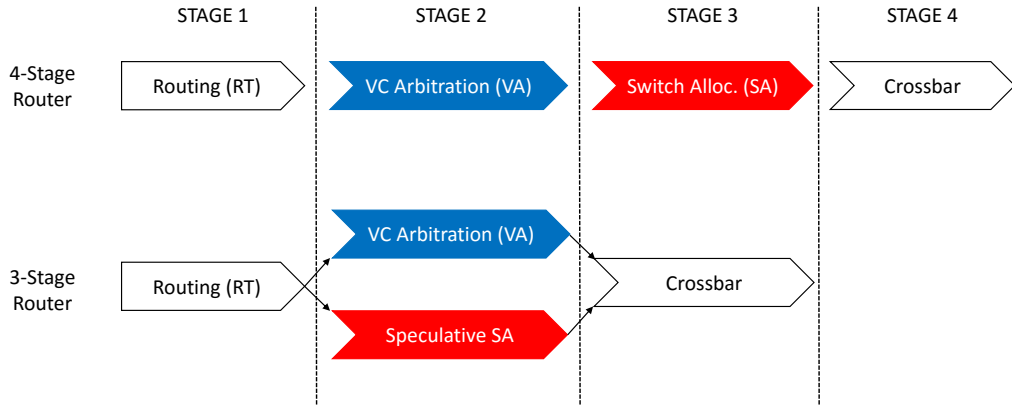 STAGE 1 STAGE 2 STAGE 3 STAGE 4
4-Stage
Router
Routing (RT) VC Arbitration (VA) Switch Alloc. (SA) Crossbar
VC Arbitration (VA)
3-Stage
Router
Routing (RT) Crossbar
Speculative SA